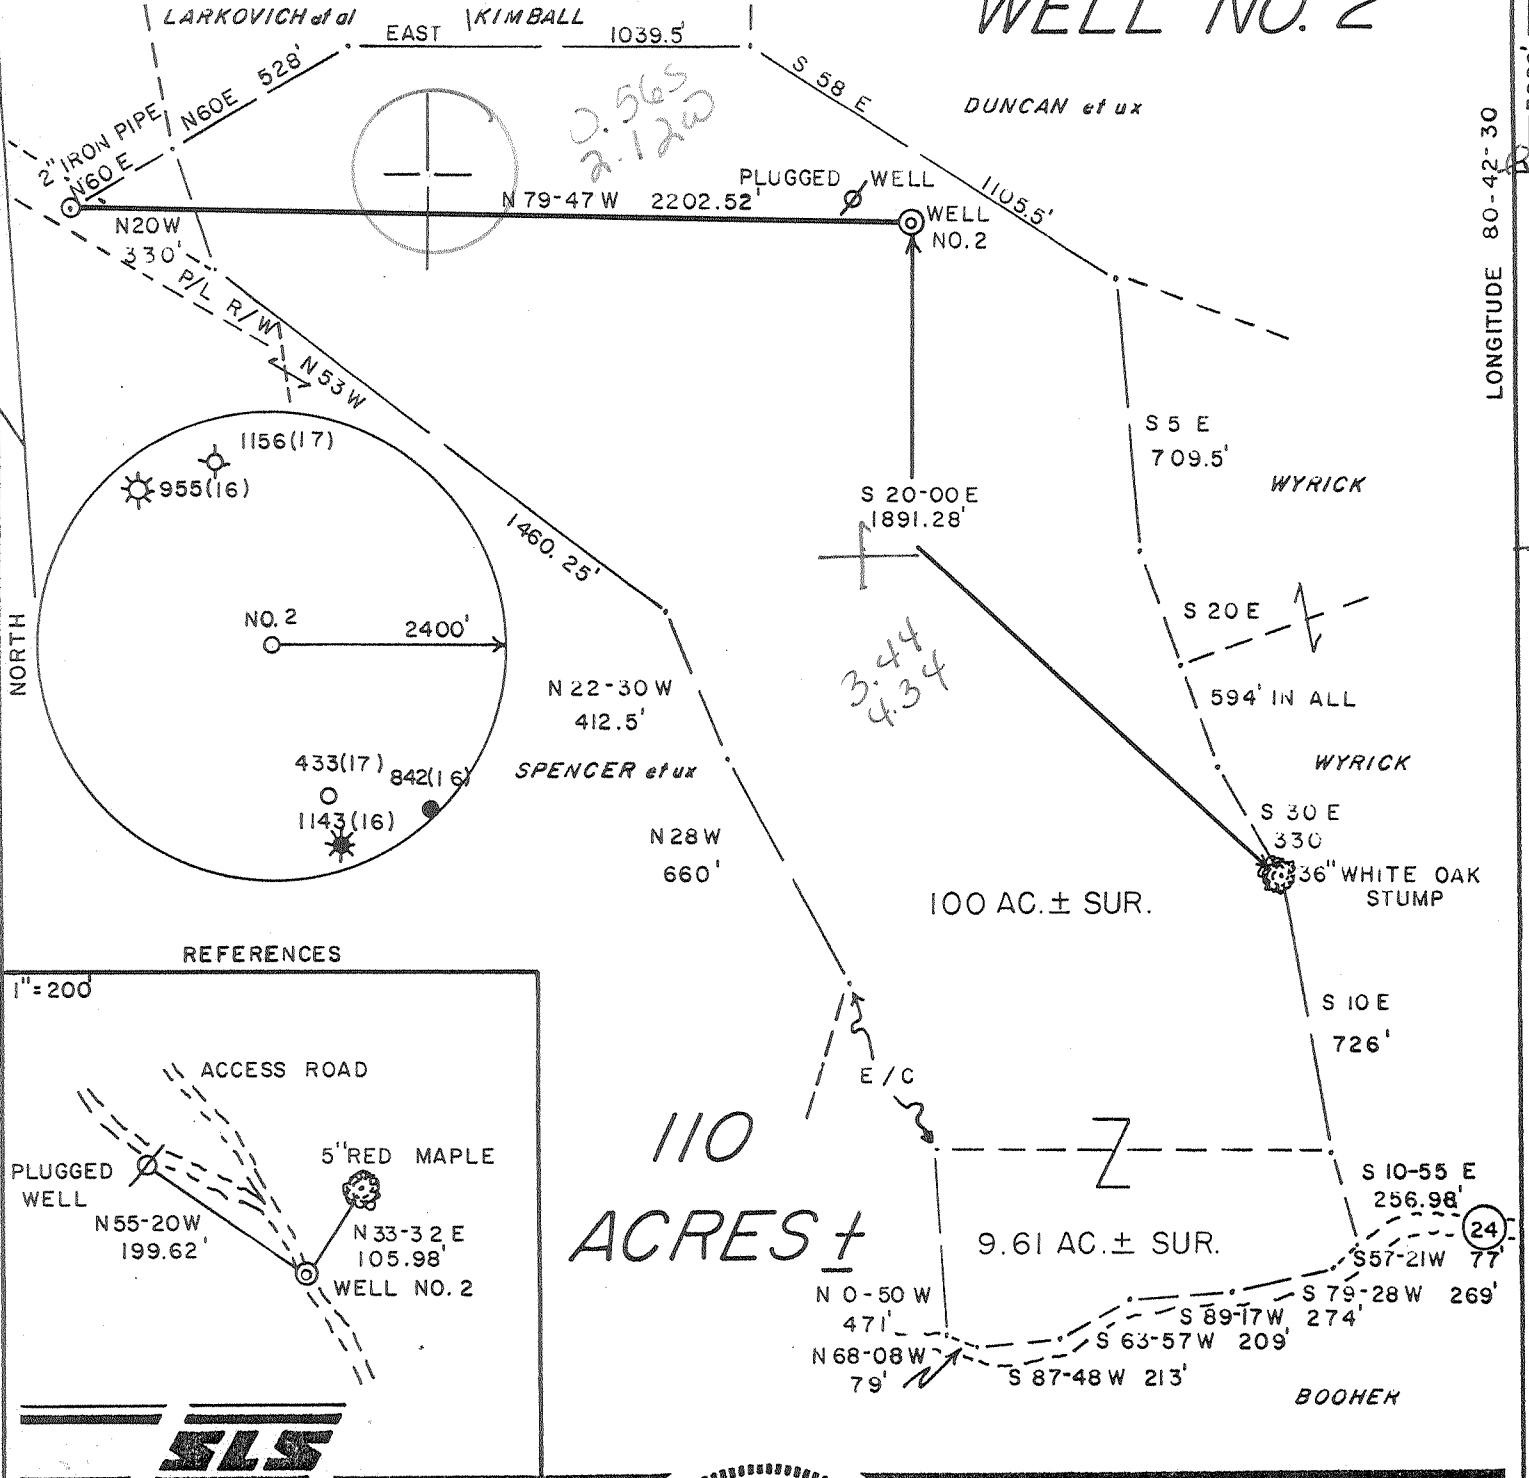 LARKOVICH et al
KIMBALL
WELL NO. 2
EAST
1039.5'
N60E 528'
S 58 E
1105.5'
DUNCAN et ux
2" IRON PIPE
N60E
0.565
2.120
PLUGGED WELL
N 79-47 W 2202.52'
WELL
NO. 2
N20W
330'
P/L R/W
N 53 W
1460.25'
LONGITUDE 80-42-30
S 5 E
709.5'
WYRICK
1156(17)
955(16)
S 20-00 E
1891.28'
NORTH
NO. 2
2400'
S 20 E
594' IN ALL
3.44
4.34
N 22-30 W
412.5'
433(17)
842(16)
1143(16)
SPENCER et ux
WYRICK
S 30 E
330
N 28 W
660'
36" WHITE OAK
STUMP
100 AC. ± SUR.
REFERENCES
1"=200'
S 10 E
726'
ACCESS ROAD
E/C
110
ACRES ±
5" RED MAPLE
PLUGGED
WELL
N 55-20 W
199.62'
N 33-32 E
105.98'
WELL NO. 2
S 10-55 E
256.98'
24
9.61 AC. ± SUR.
S 57-21 W 77'
S 79-28 W 269'
N 0-50 W
471'
S 89-17 W 274'
S 63-57 W 209'
N 68-08 W
79'
S 87-48 W 213'
BOOHER
SLS